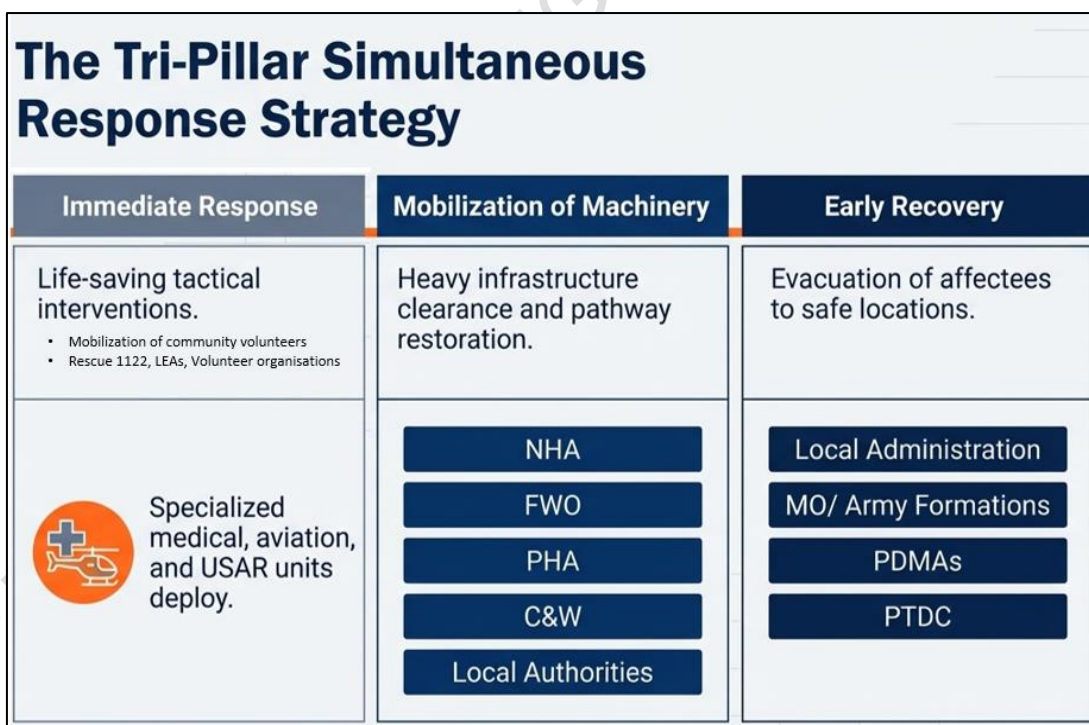 The Tri-Pillar Simultaneous
Response Strategy
Immediate Response
Life-saving tactical
interventions.
• Mobilization of community volunteers
• Rescue 1122, LEAs, Volunteer organisations
Specialized
medical, aviation,
and USAR units
deploy.
Mobilization of Machinery
Heavy infrastructure
clearance and pathway
restoration.
NHA
FWO
PHA
C&W
Local Authorities
Early Recovery
Evacuation of affectees
to safe locations.
Local Administration
MO/ Army Formations
PDMAs
PTDC